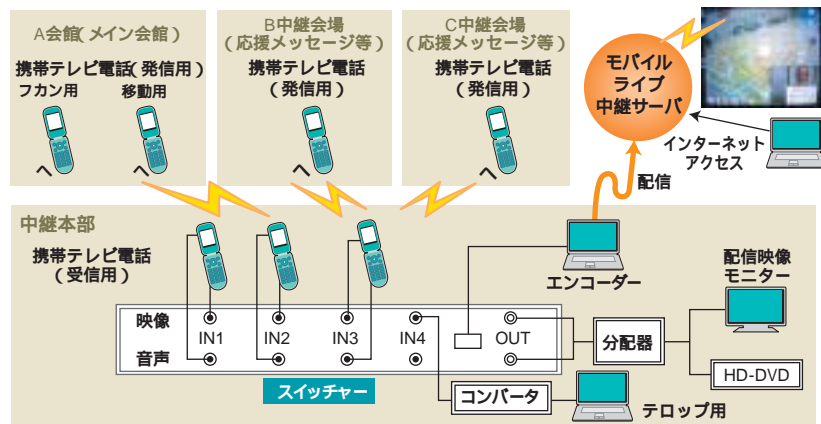 A会館(メイン会館)
携帯テレビ電話(発信用)
フカン用 移動用
B中継会場
(応援メッセージ等)
携帯テレビ電話
(発信用)
C中継会場
(応援メッセージ等)
携帯テレビ電話
(発信用)
モバイル
ライブ
中継サーバ
インターネット
アクセス
配信
中継本部
携帯テレビ電話
(受信用)
エンコーダー
配信映像
モニター
映像
IN1 IN2 IN3 IN4 OUT
音声
分配器
HD-DVD
スイッチャー
コンバータ
テロップ用